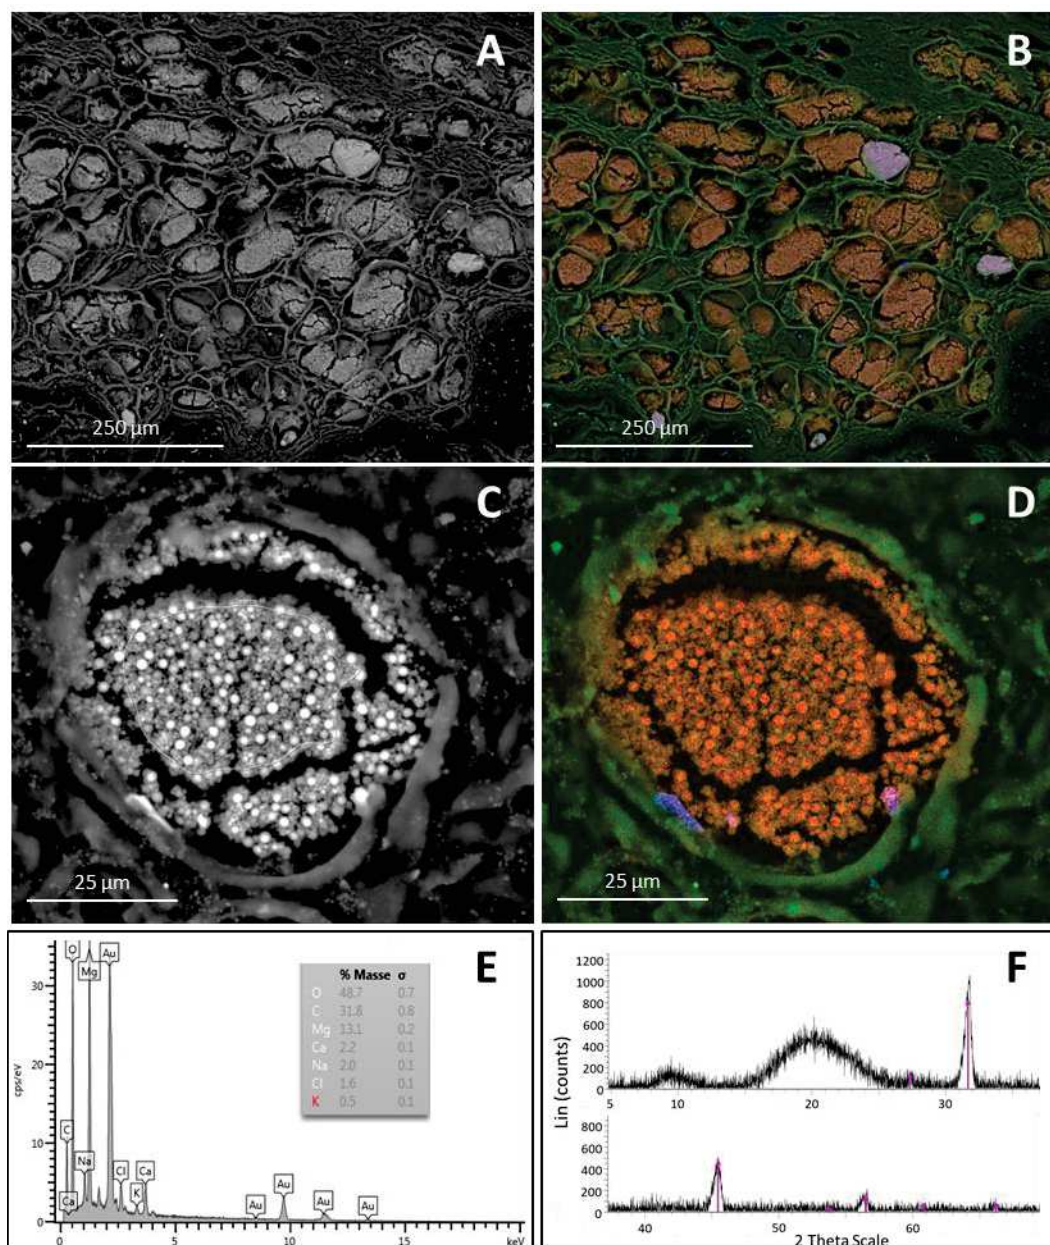 A
B
250 µm
250 µm
C
D
25 µm
25 µm
E
O
Mg
Au
C
Na
Ca
Cl
K
Ca
Au
Au
Au
Au
30
20
10
0
cps/eV
0
5
10
15
keV
% Masse σ
O 48.7 0.7
C 31.8 0.8
Mg 13.1 0.2
Ca 2.2 0.1
Na 2.0 0.1
Cl 1.6 0.1
K 0.5 0.1
F
Lin (counts)
1200
1000
800
600
400
200
0
5
10
20
30
800
600
400
200
0
40
50
60
2 Theta Scale